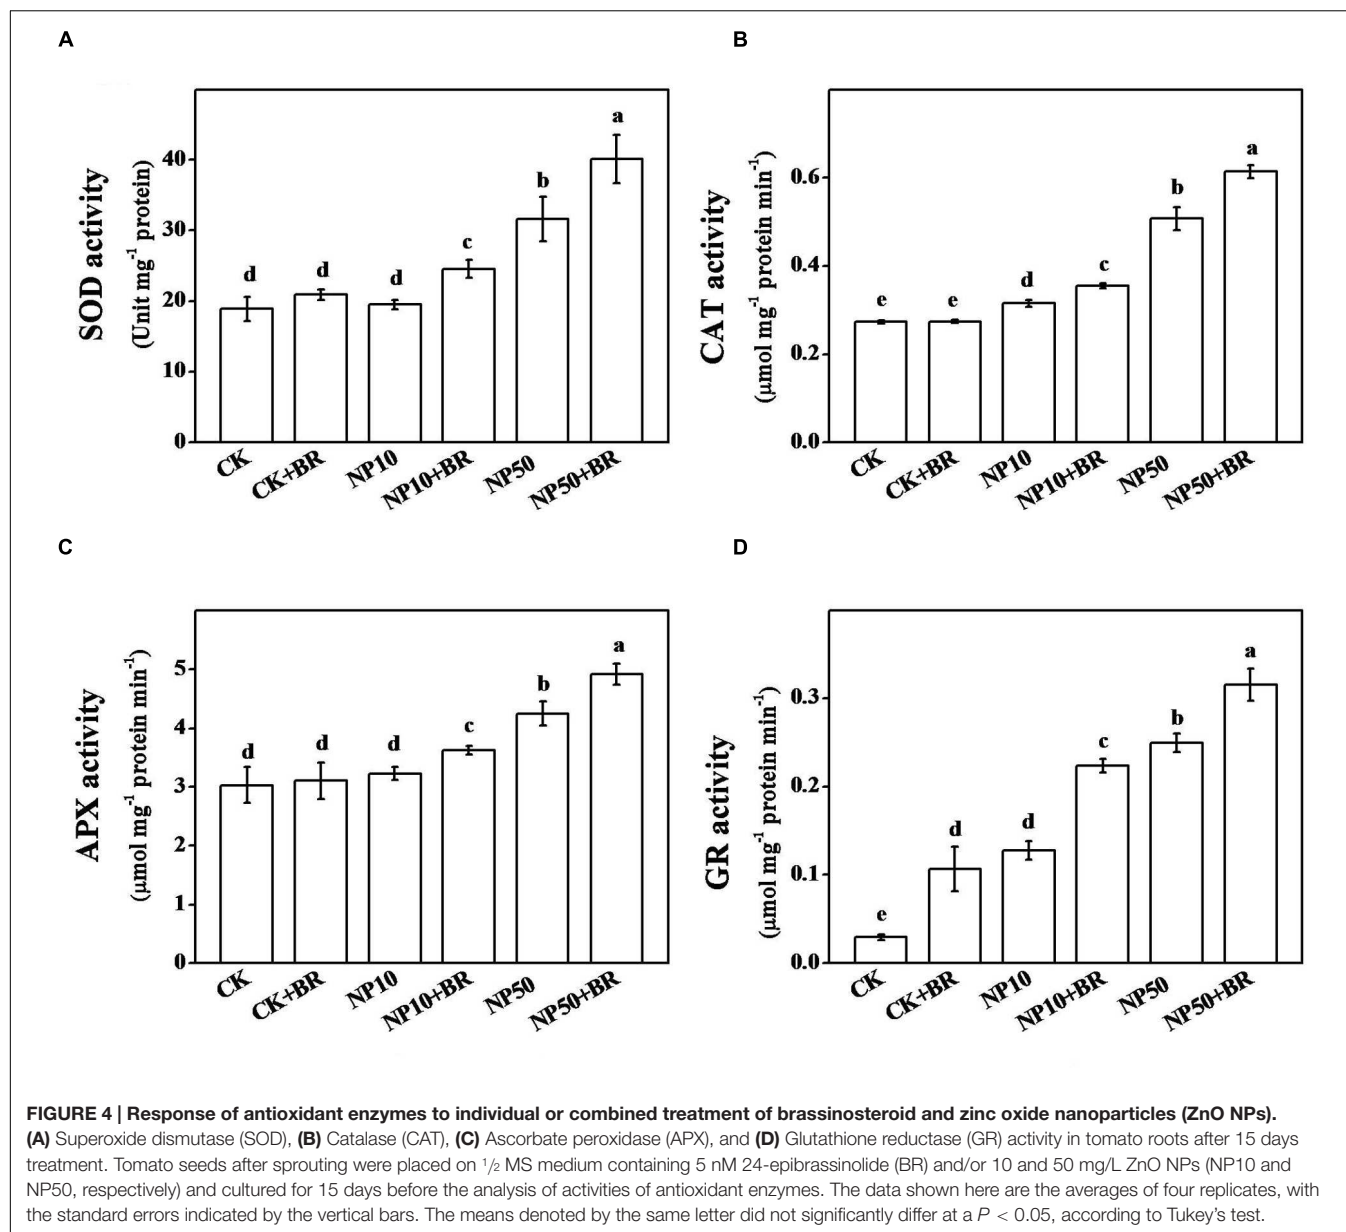 A
SOD activity
(Unit mg⁻¹ protein)
40
30
20
10
0
d
d
d
c
b
a
CK
CK+BR
NP10
NP10+BR
NP50
NP50+BR
B
CAT activity
(μmol mg⁻¹ protein min⁻¹)
0.6
0.4
0.2
0.0
e
e
d
c
b
a
CK
CK+BR
NP10
NP10+BR
NP50
NP50+BR
C
APX activity
(μmol mg⁻¹ protein min⁻¹)
5
4
3
2
1
0
d
d
d
c
b
a
CK
CK+BR
NP10
NP10+BR
NP50
NP50+BR
D
GR activity
(μmol mg⁻¹ protein min⁻¹)
0.3
0.2
0.1
0.0
e
d
d
c
b
a
CK
CK+BR
NP10
NP10+BR
NP50
NP50+BR
FIGURE 4 | Response of antioxidant enzymes to individual or combined treatment of brassinosteroid and zinc oxide nanoparticles (ZnO NPs).
(A) Superoxide dismutase (SOD), (B) Catalase (CAT), (C) Ascorbate peroxidase (APX), and (D) Glutathione reductase (GR) activity in tomato roots after 15 days
treatment. Tomato seeds after sprouting were placed on ½ MS medium containing 5 nM 24-epibrassinolide (BR) and/or 10 and 50 mg/L ZnO NPs (NP10 and
NP50, respectively) and cultured for 15 days before the analysis of activities of antioxidant enzymes. The data shown here are the averages of four replicates, with
the standard errors indicated by the vertical bars. The means denoted by the same letter did not significantly differ at a P < 0.05, according to Tukey's test.